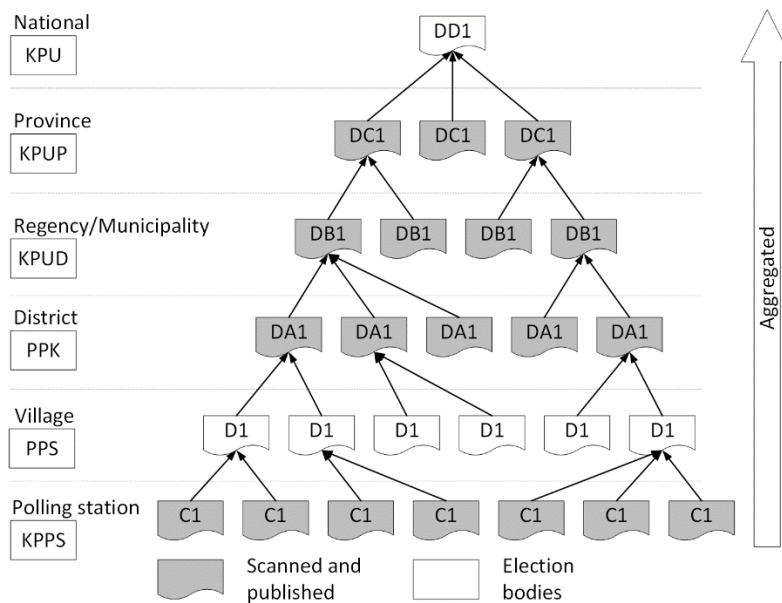 National
KPU
DD1
Province
KPUP
DC1 DC1 DC1
Regency/Municipality
KPUD
DB1 DB1 DB1 DB1
District
PPK
DA1 DA1 DA1 DA1 DA1
Village
PPS
D1 D1 D1 D1 D1 D1
Polling station
KPPS
C1 C1 C1 C1 C1 C1 C1
Scanned and
published
Election
bodies
Aggregated